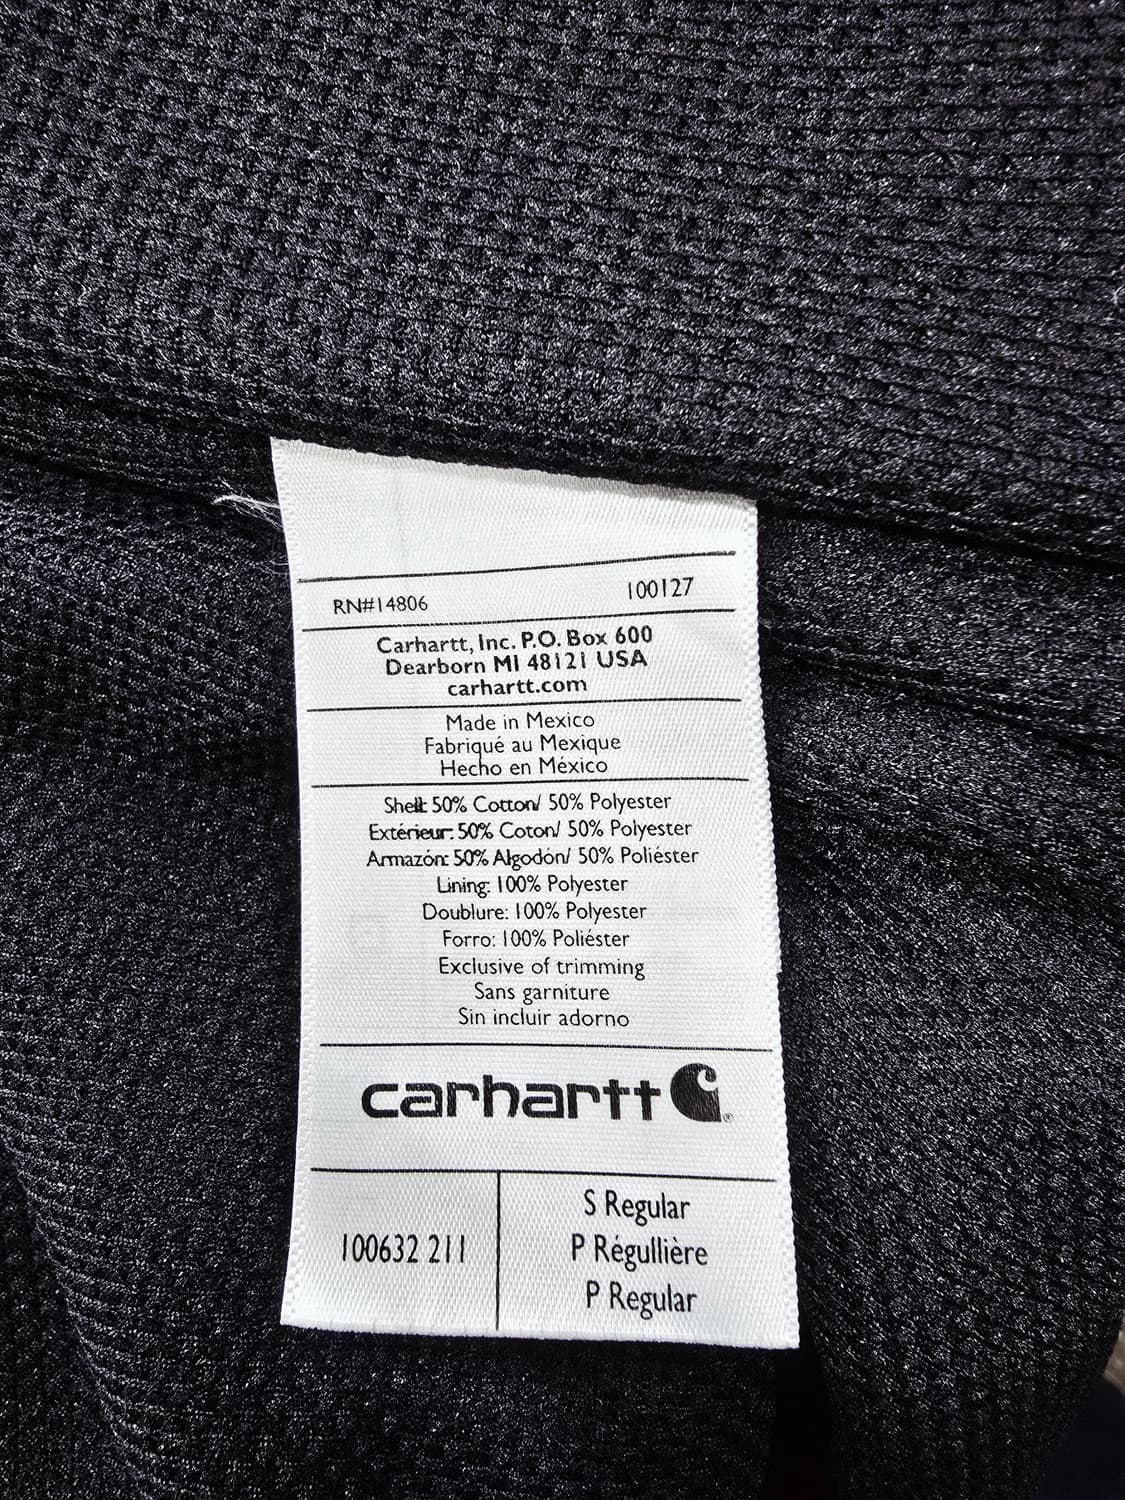 RN#14806 100127
Carhartt, Inc. P.O. Box 600
Dearborn MI 48121 USA
carhartt.com
Made in Mexico
Fabriqué au Mexique
Hecho en México
Shell: 50% Cotton/ 50% Polyester
Extérieur: 50% Coton/ 50% Polyester
Armazón: 50% Algodón/ 50% Poliéster
Lining: 100% Polyester
Doublure: 100% Polyester
Forro: 100% Poliéster
Exclusive of trimming
Sans garniture
Sin incluir adorno
carhartt®
100632 211
S Regular
P Régullière
P Regular